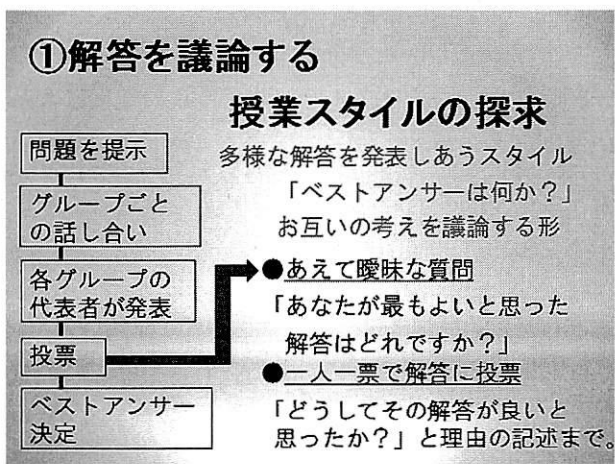 ①解答を議論する
授業スタイルの探求
問題を提示
グループごと
の話し合い
各グループの
代表者が発表
投票
ベストアンサー
決定
多様な解答を発表しあうスタイル
「ベストアンサーは何か？」
お互いの考えを議論する形
●あえて曖昧な質問
「あなたが最もよいと思った
解答はどれですか？」
●一人一票で解答に投票
「どうしてその解答が良いと
思ったか？」と理由の記述まで。